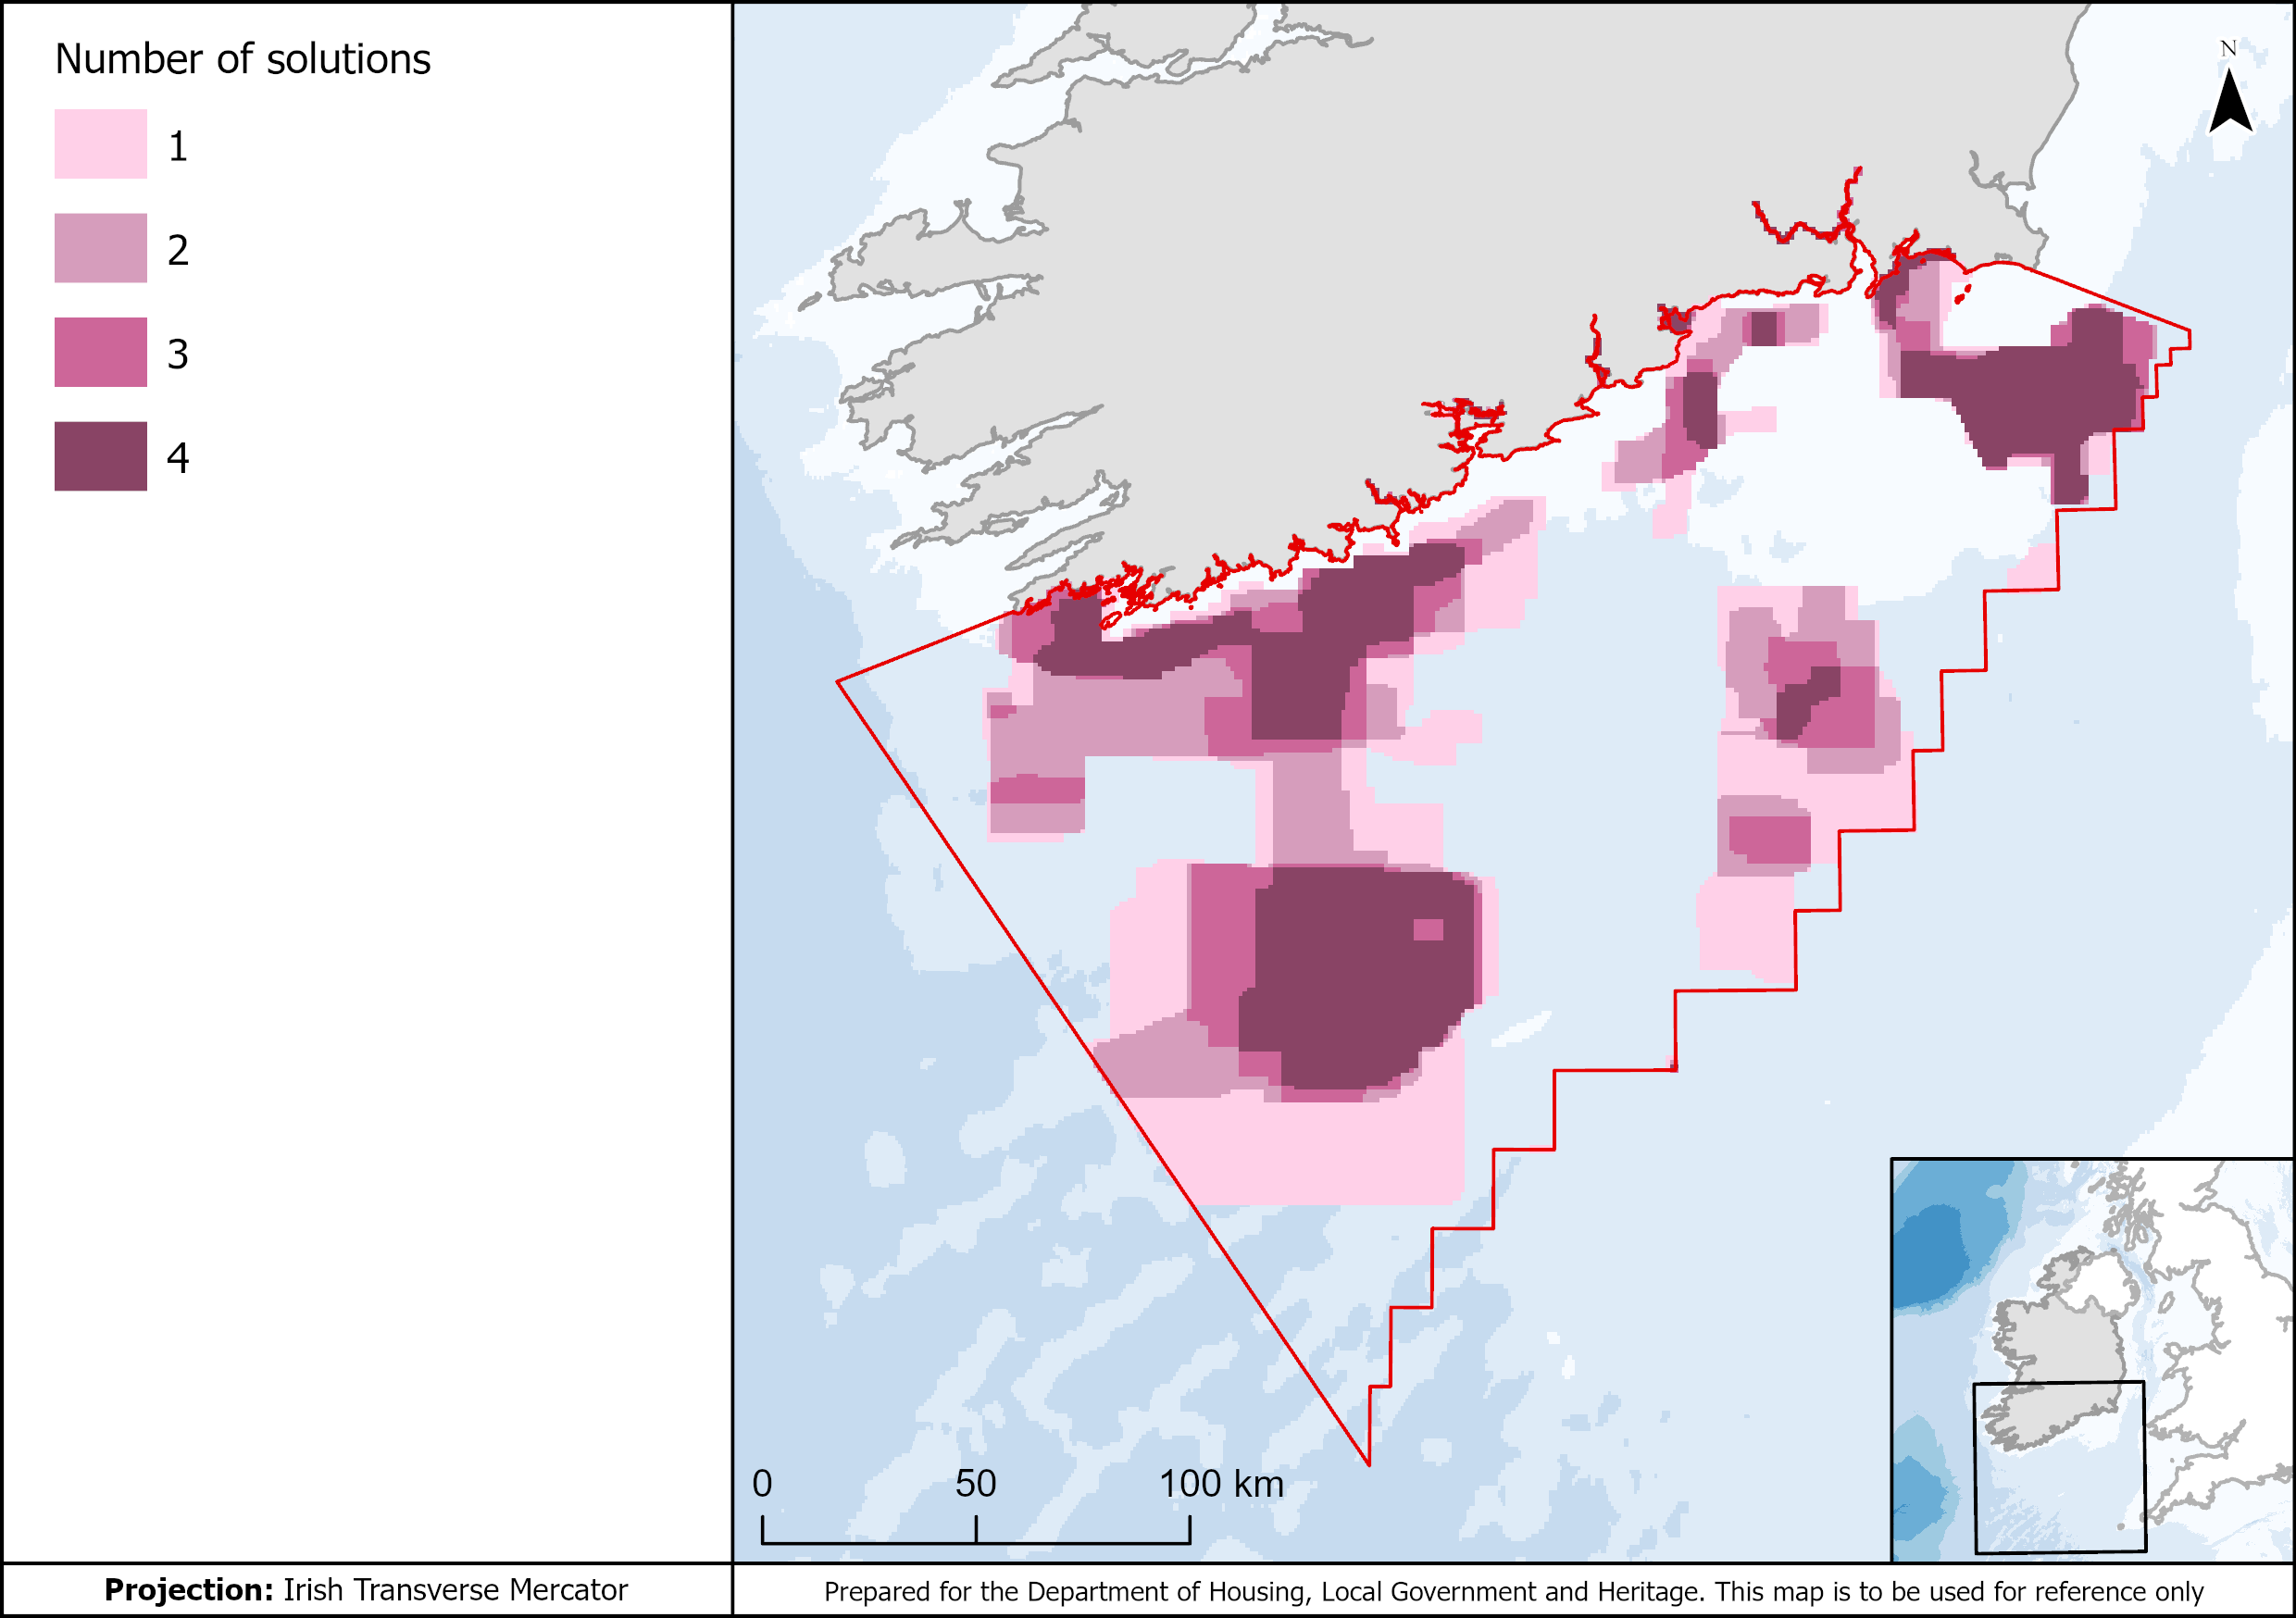 Number of solutions
1
2
3
4
N
0 50 100 km
Projection: Irish Transverse Mercator
Prepared for the Department of Housing, Local Government and Heritage. This map is to be used for reference only